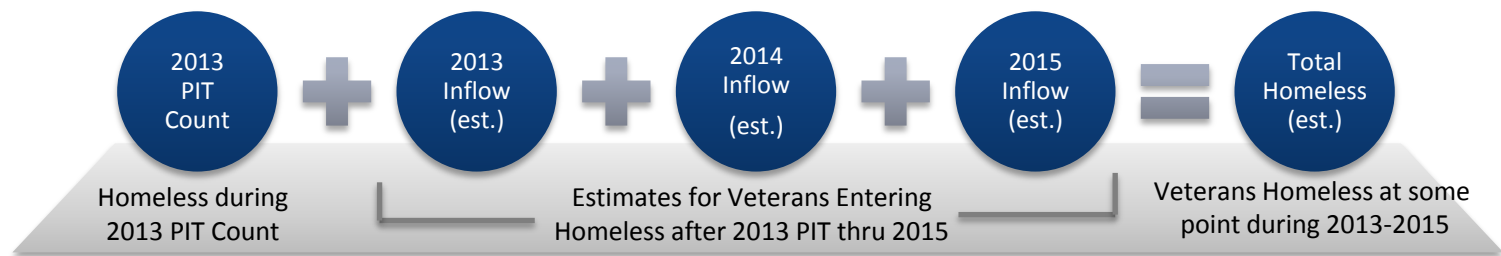 2013
PIT
Count
2013
Inflow
(est.)
2014
Inflow
(est.)
2015
Inflow
(est.)
Total
Homeless
(est.)
Homeless during
2013 PIT Count
Estimates for Veterans Entering
Homeless after 2013 PIT thru 2015
Veterans Homeless at some
point during 2013-2015